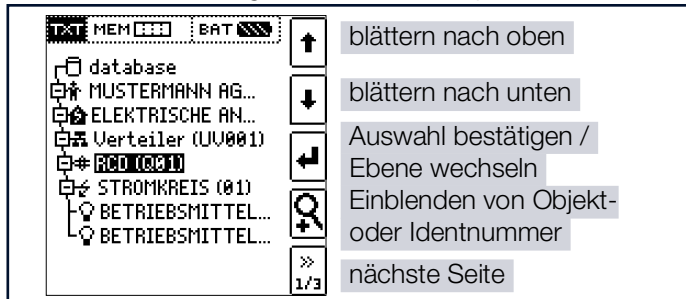 TXT MEM BAT
database
MUSTERMANN AG...
ELEKTRISCHE AN...
Verteiler (UV001)
RCD (Q01)
STROMKREIS (01)
BETRIEBSMITTEL...
BETRIEBSMITTEL...
>>
1/3
blättern nach oben
blättern nach unten
Auswahl bestätigen /
Ebene wechseln
Einblenden von Objekt-
oder Identnummer
nächste Seite